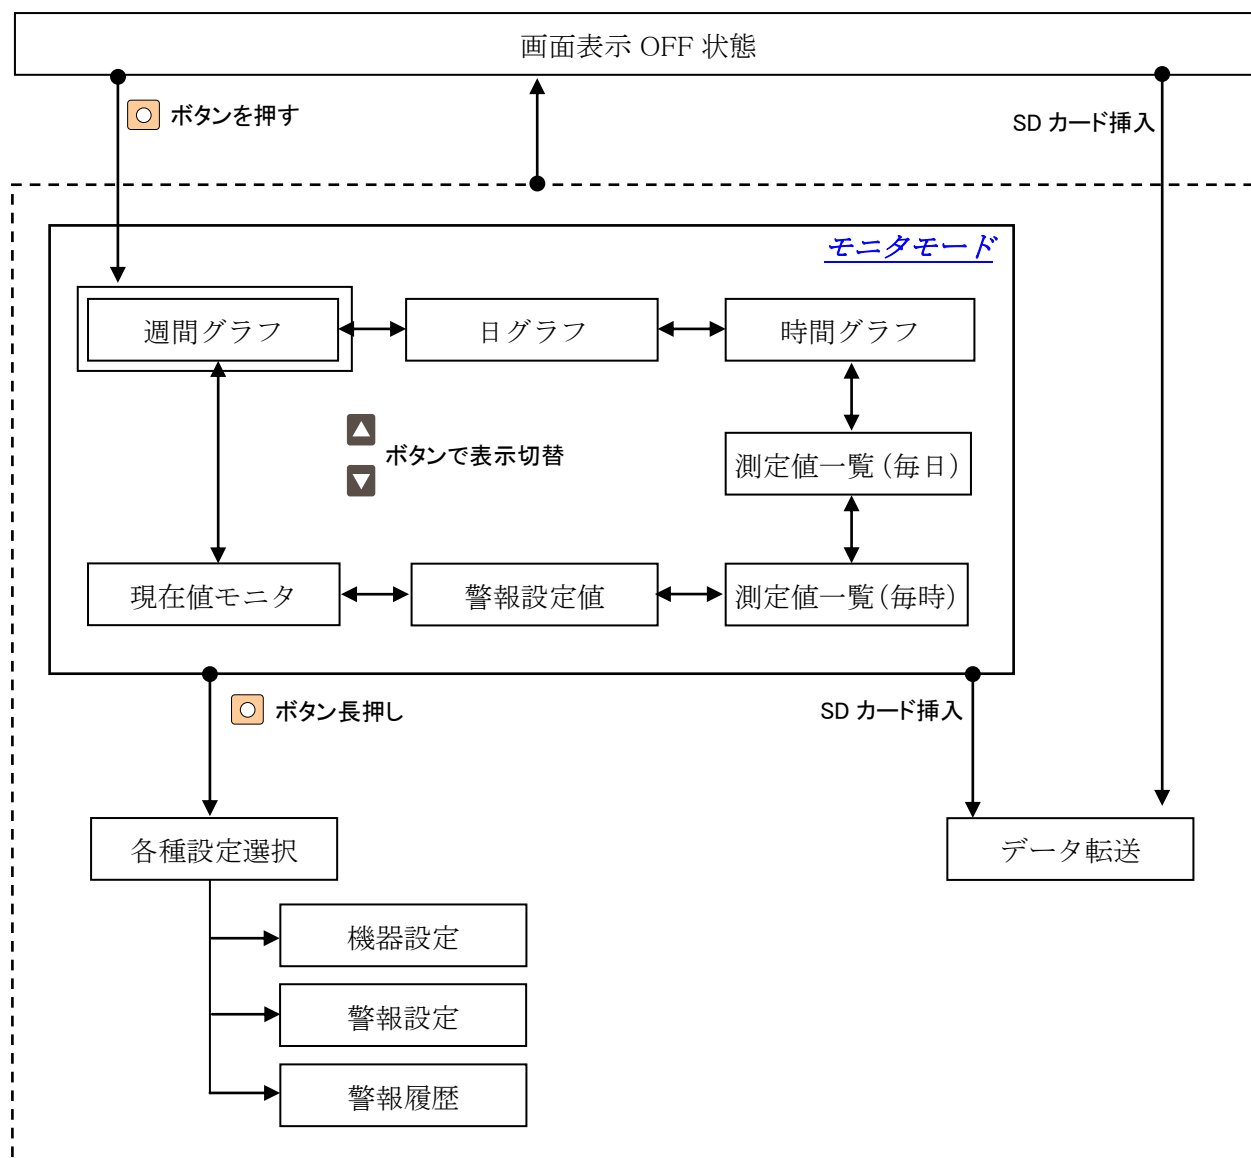 画面表示 OFF 状態
ボタンを押す
SD カード挿入
モニタモード
週間グラフ
日グラフ
時間グラフ
ボタンで表示切替
測定値一覧（毎日）
現在値モニタ
警報設定値
測定値一覧（毎時）
ボタン長押し
SD カード挿入
各種設定選択
データ転送
機器設定
警報設定
警報履歴